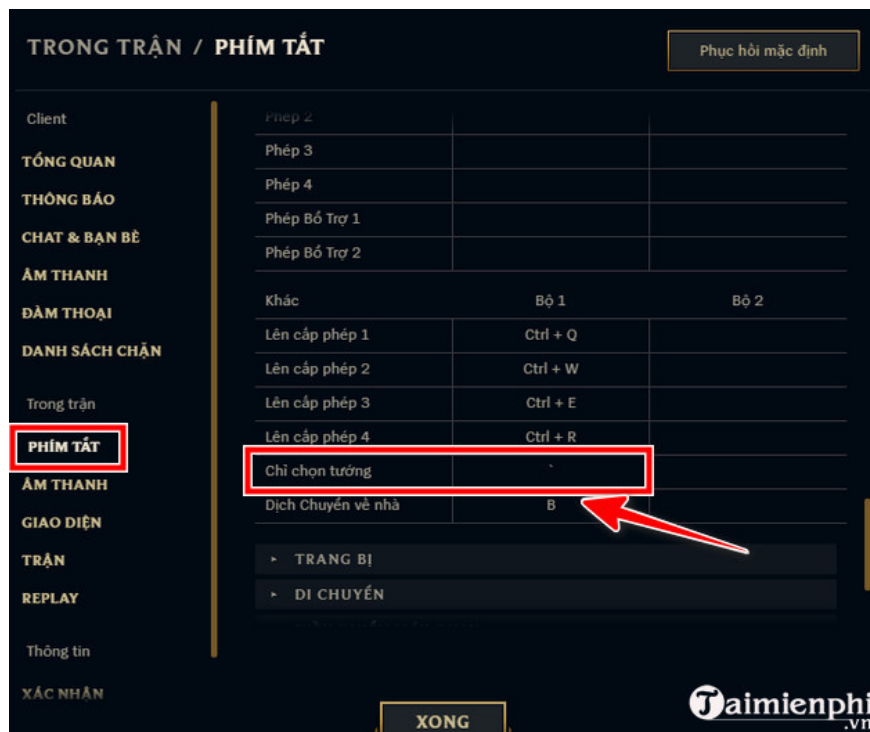 TRONG TRẬN / PHÍM TẮT
Phục hồi mặc định
Client
TỔNG QUAN
THÔNG BÁO
CHAT & BẠN BÈ
ÂM THANH
ĐÀM THOẠI
DANH SÁCH CHẶN
Trong trận
PHÍM TẮT
ÂM THANH
GIAO DIỆN
TRẬN
REPLAY
Thông tin
XÁC NHẬN
Phép 2
Phép 3
Phép 4
Phép Bổ Trợ 1
Phép Bổ Trợ 2
Khác Bộ 1 Bộ 2
Lên cấp phép 1 Ctrl + Q
Lên cấp phép 2 Ctrl + W
Lên cấp phép 3 Ctrl + E
Lên cấp phép 4 Ctrl + R
Chỉ chọn tướng `
Dịch Chuyển về nhà B
TRANG BỊ
DI CHUYỂN
XONG
Taimienphi
.vn